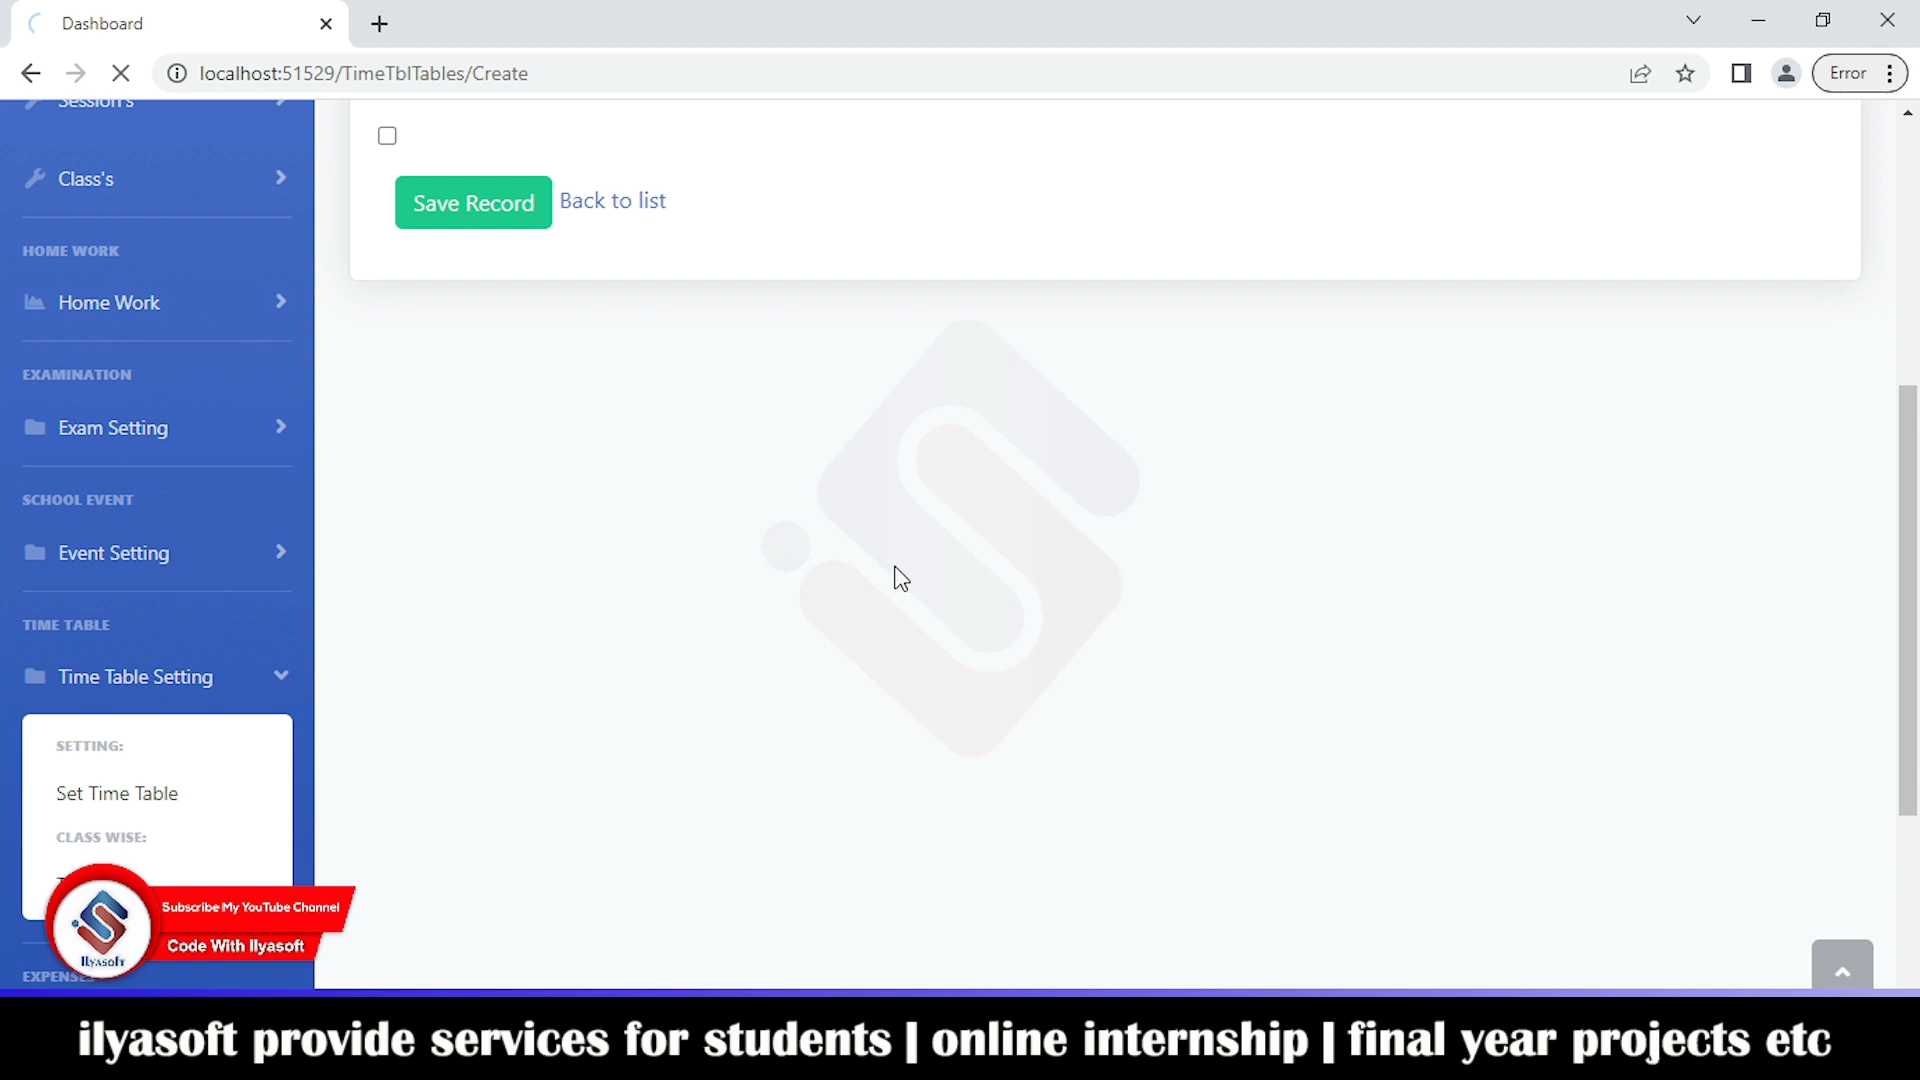 Dashboard
localhost:51529/TimeTblTables/Create
Error
Session's
Class's
HOME WORK
Home Work
EXAMINATION
Exam Setting
SCHOOL EVENT
Event Setting
TIME TABLE
Time Table Setting
SETTING:
Set Time Table
CLASS WISE:
EXPENSES
Save Record
Back to list
Subscribe My YouTube Channel
Code With Ilyasoft
Ilyasoft
ilyasoft provide services for students | online internship | final year projects etc